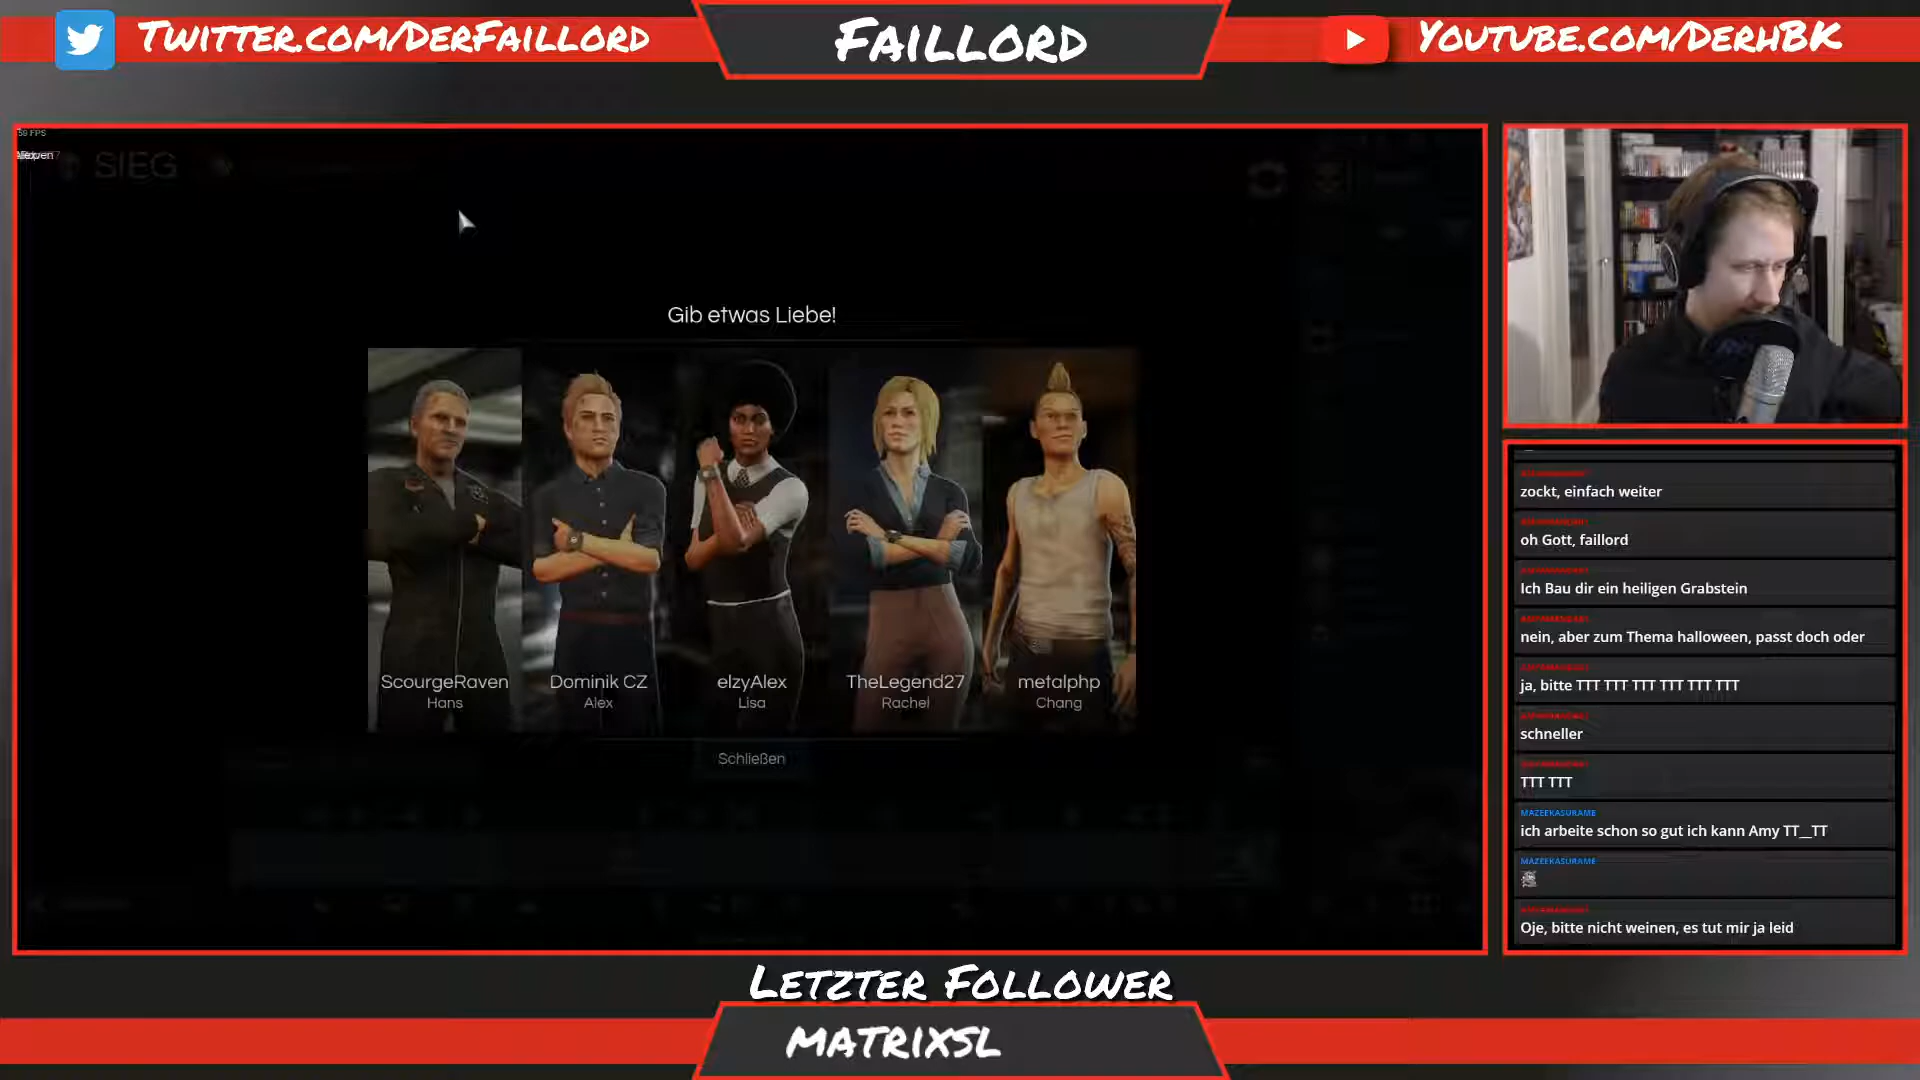 Twitter.com/DerFaillord
Faillord
Youtube.com/DerhBK
59 FPS
SIEG
Gib etwas Liebe!
ScourgeRaven
Hans
Dominik CZ
Alex
elzyAlex
Lisa
TheLegend27
Rachel
metalphp
Chang
Schließen
zockt, einfach weiter
oh Gott, faillord
Ich Bau dir ein heiligen Grabstein
nein, aber zum Thema halloween, passt doch oder
ja, bitte TTT TTT TTT TTT TTT TTT
schneller
TTT TTT
MAZEEKASURAME
ich arbeite schon so gut ich kann Amy TT__TT
MAZEEKASURAME
Oje, bitte nicht weinen, es tut mir ja leid
Letzter Follower
matrixsl